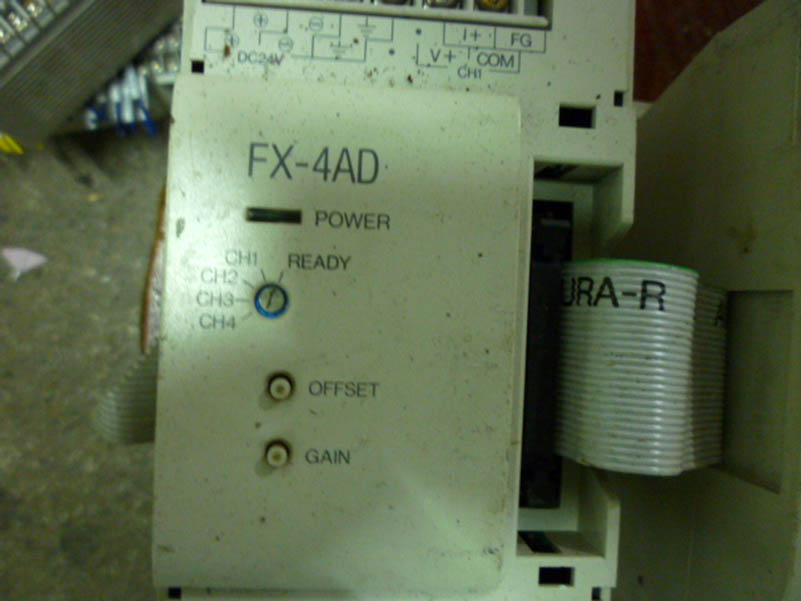 I+ FG
V+ COM
DC24V CH1
FX-4AD
POWER
CH1 READY
CH2
CH3
CH4
OFFSET
GAIN
URA-R
A